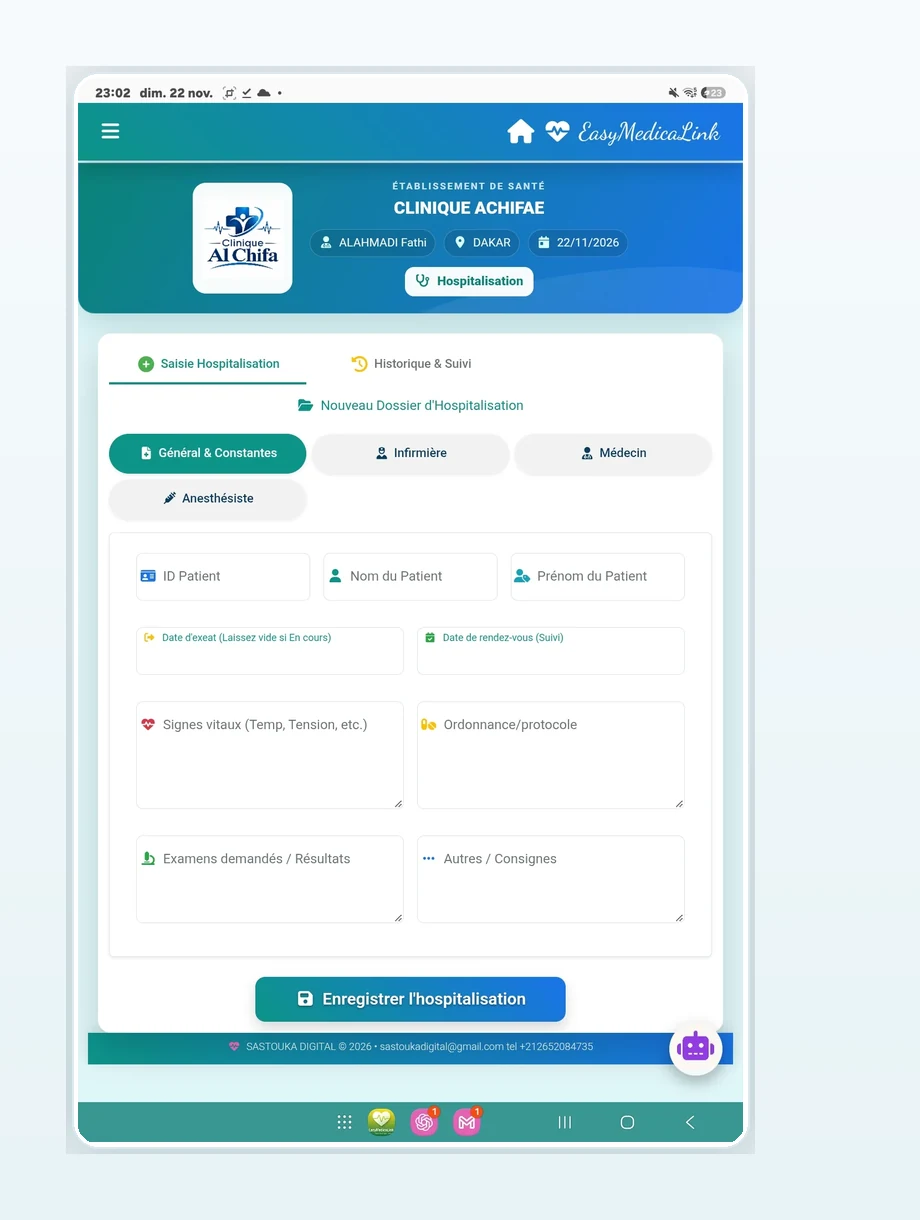 23:02 dim. 22 nov.
23
EasyMedicaLink
ÉTABLISSEMENT DE SANTÉ
CLINIQUE ACHIFAE
Clinique
Al Chifa
ALAHMADI Fathi
DAKAR
22/11/2026
Hospitalisation
Saisie Hospitalisation
Historique & Suivi
Nouveau Dossier d'Hospitalisation
Général & Constantes
Infirmière
Médecin
Anesthésiste
ID Patient
Nom du Patient
Prénom du Patient
Date d'exeat (Laissez vide si En cours)
Date de rendez-vous (Suivi)
Signes vitaux (Temp, Tension, etc.)
Ordonnance/protocole
Examens demandés / Résultats
Autres / Consignes
Enregistrer l'hospitalisation
SASTOUKA DIGITAL © 2026 • sastoukadigital@gmail.com tel +212652084735
1
1